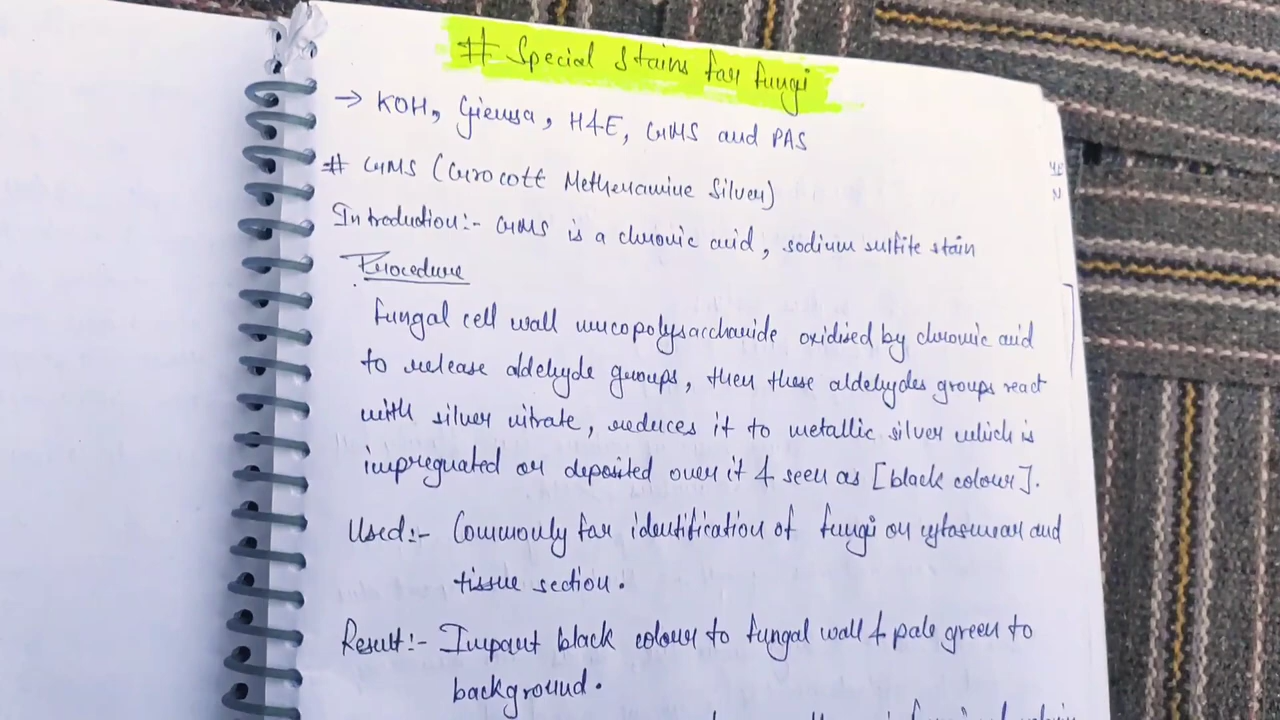 # Special Stains for fungi
→ KOH, Giemsa, H&E, GMS and PAS
# GMS (Grocott Methenamine Silver)
Introduction:- GMS is a chromic acid, sodium sulfite stain
Procedure
fungal cell wall mucopolysaccharide oxidised by chromic acid
to release aldehyde groups, then these aldehydes groups react
with silver nitrate, reduces it to metallic silver which is
impregnated or deposited over it & seen as [black colour].
Used:- Commonly for identification of fungi on cytosmear and
tissue section.
Result:- Impart black colour to fungal wall & pale green to
background.